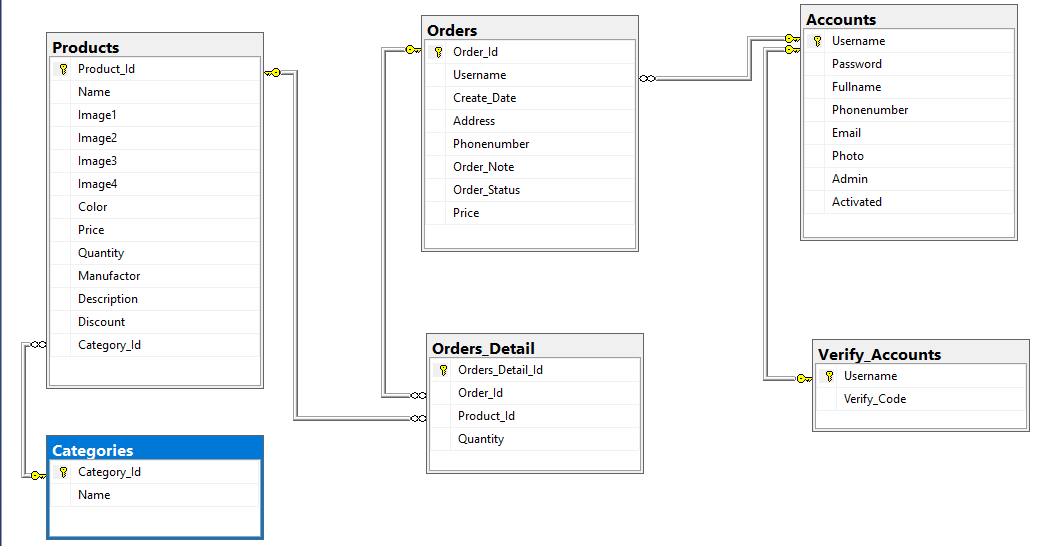 Products
Product_Id
Name
Image1
Image2
Image3
Image4
Color
Price
Quantity
Manufactor
Description
Discount
Category_Id
Categories
Category_Id
Name
Orders
Order_Id
Username
Create_Date
Address
Phonenumber
Order_Note
Order_Status
Price
Orders_Detail
Orders_Detail_Id
Order_Id
Product_Id
Quantity
Accounts
Username
Password
Fullname
Phonenumber
Email
Photo
Admin
Activated
Verify_Accounts
Username
Verify_Code